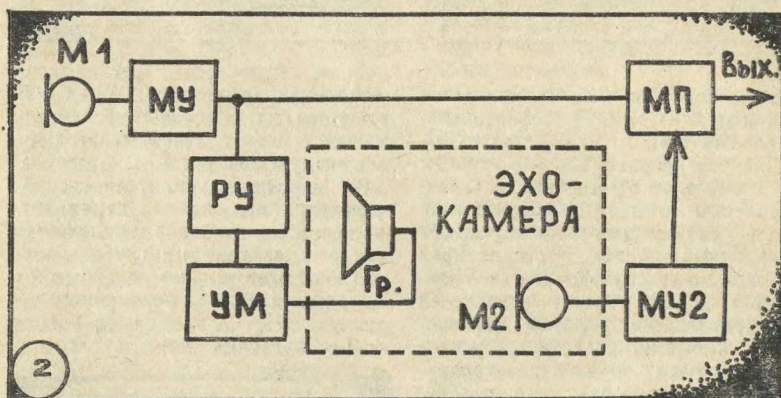 М1
МУ
МП
Вых.
РУ
ЭХО-
КАМЕРА
Гр.
УМ
М2
МУ2
2